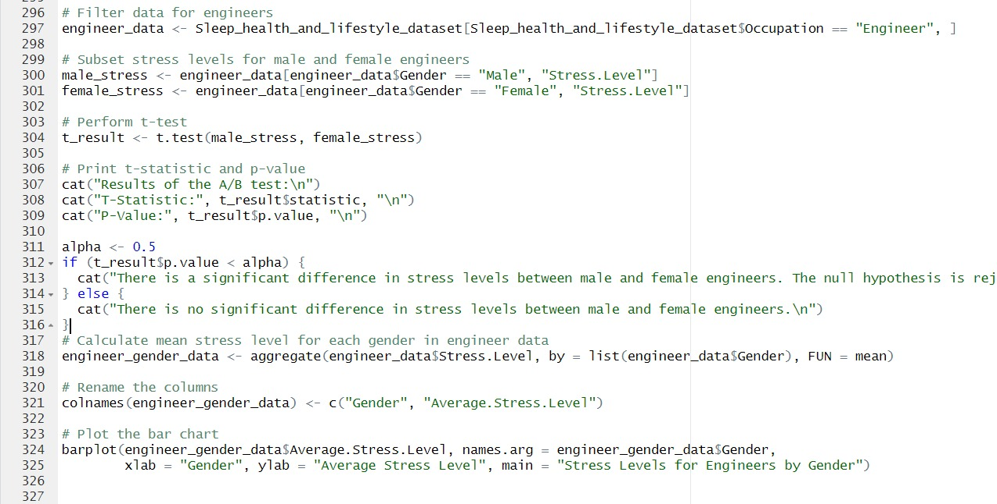 296 # Filter data for engineers
297 engineer_data <- Sleep_health_and_lifestyle_dataset[Sleep_health_and_lifestyle_dataset$Occupation == "Engineer", ]
298
299 # Subset stress levels for male and female engineers
300 male_stress <- engineer_data[engineer_data$Gender == "Male", "Stress.Level"]
301 female_stress <- engineer_data[engineer_data$Gender == "Female", "Stress.Level"]
302
303 # Perform t-test
304 t_result <- t.test(male_stress, female_stress)
305
306 # Print t-statistic and p-value
307 cat("Results of the A/B test:\n")
308 cat("T-Statistic:", t_result$statistic, "\n")
309 cat("P-Value:", t_result$p.value, "\n")
310
311 alpha <- 0.5
312 if (t_result$p.value < alpha) {
313   cat("There is a significant difference in stress levels between male and female engineers. The null hypothesis is rej
314 } else {
315   cat("There is no significant difference in stress levels between male and female engineers.\n")
316 }
317 # Calculate mean stress level for each gender in engineer data
318 engineer_gender_data <- aggregate(engineer_data$Stress.Level, by = list(engineer_data$Gender), FUN = mean)
319
320 # Rename the columns
321 colnames(engineer_gender_data) <- c("Gender", "Average.Stress.Level")
322
323 # Plot the bar chart
324 barplot(engineer_gender_data$Average.Stress.Level, names.arg = engineer_gender_data$Gender,
325         xlab = "Gender", ylab = "Average Stress Level", main = "Stress Levels for Engineers by Gender")
326
327